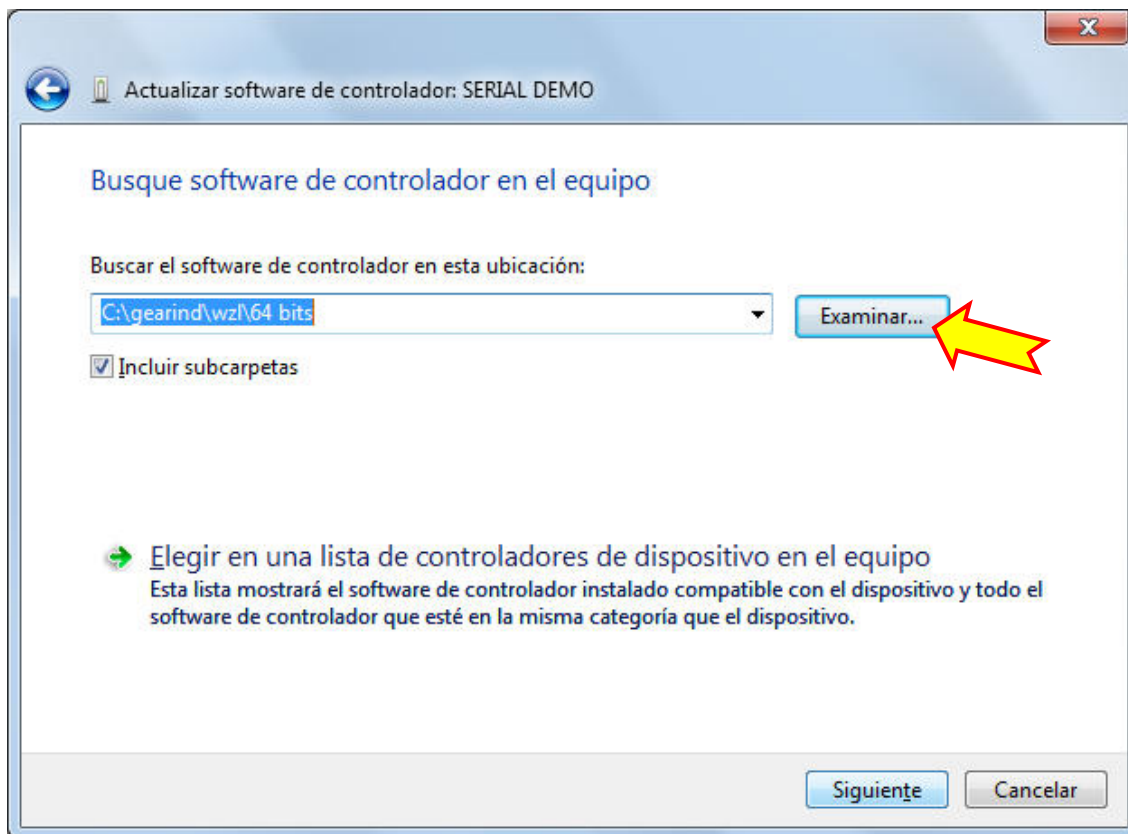 Actualizar software de controlador: SERIAL DEMO
Busque software de controlador en el equipo
Buscar el software de controlador en esta ubicación:
C:\gearind\wzl\64 bits
Examinar...
Incluir subcarpetas
Elegir en una lista de controladores de dispositivo en el equipo
Esta lista mostrará el software de controlador instalado compatible con el dispositivo y todo el
software de controlador que esté en la misma categoría que el dispositivo.
Siguiente
Cancelar